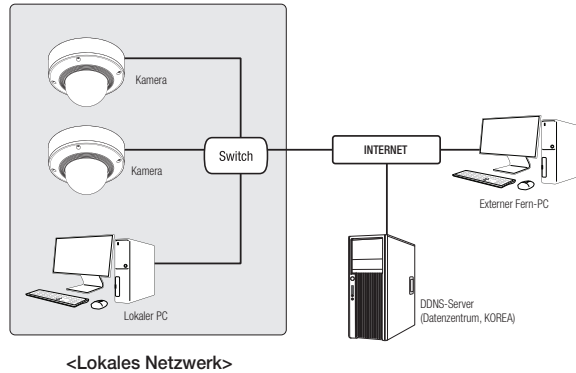 Kamera
Kamera
Switch
INTERNET
Externer Fern-PC
Lokaler PC
DDNS-Server
(Datenzentrum, KOREA)
<Lokales Netzwerk>